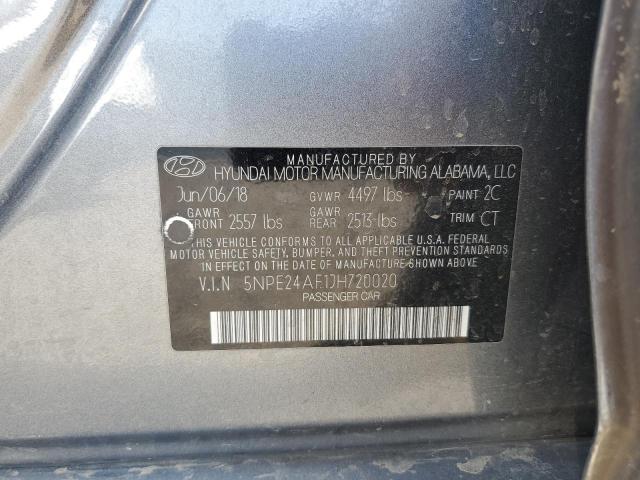 MANUFACTURED BY
HYUNDAI MOTOR MANUFACTURING ALABAMA, LLC
Jun/06/18 GVWR 4497 lbs PAINT 2C
GAWR FRONT 2557 lbs GAWR REAR 2513 lbs TRIM CT
THIS VEHICLE CONFORMS TO ALL APPLICABLE U.S.A. FEDERAL
MOTOR VEHICLE SAFETY, BUMPER, AND THEFT PREVENTION STANDARDS
IN EFFECT ON THE DATE OF MANUFACTURE SHOWN ABOVE.
V.I.N 5NPE24AF1JH720020
PASSENGER CAR